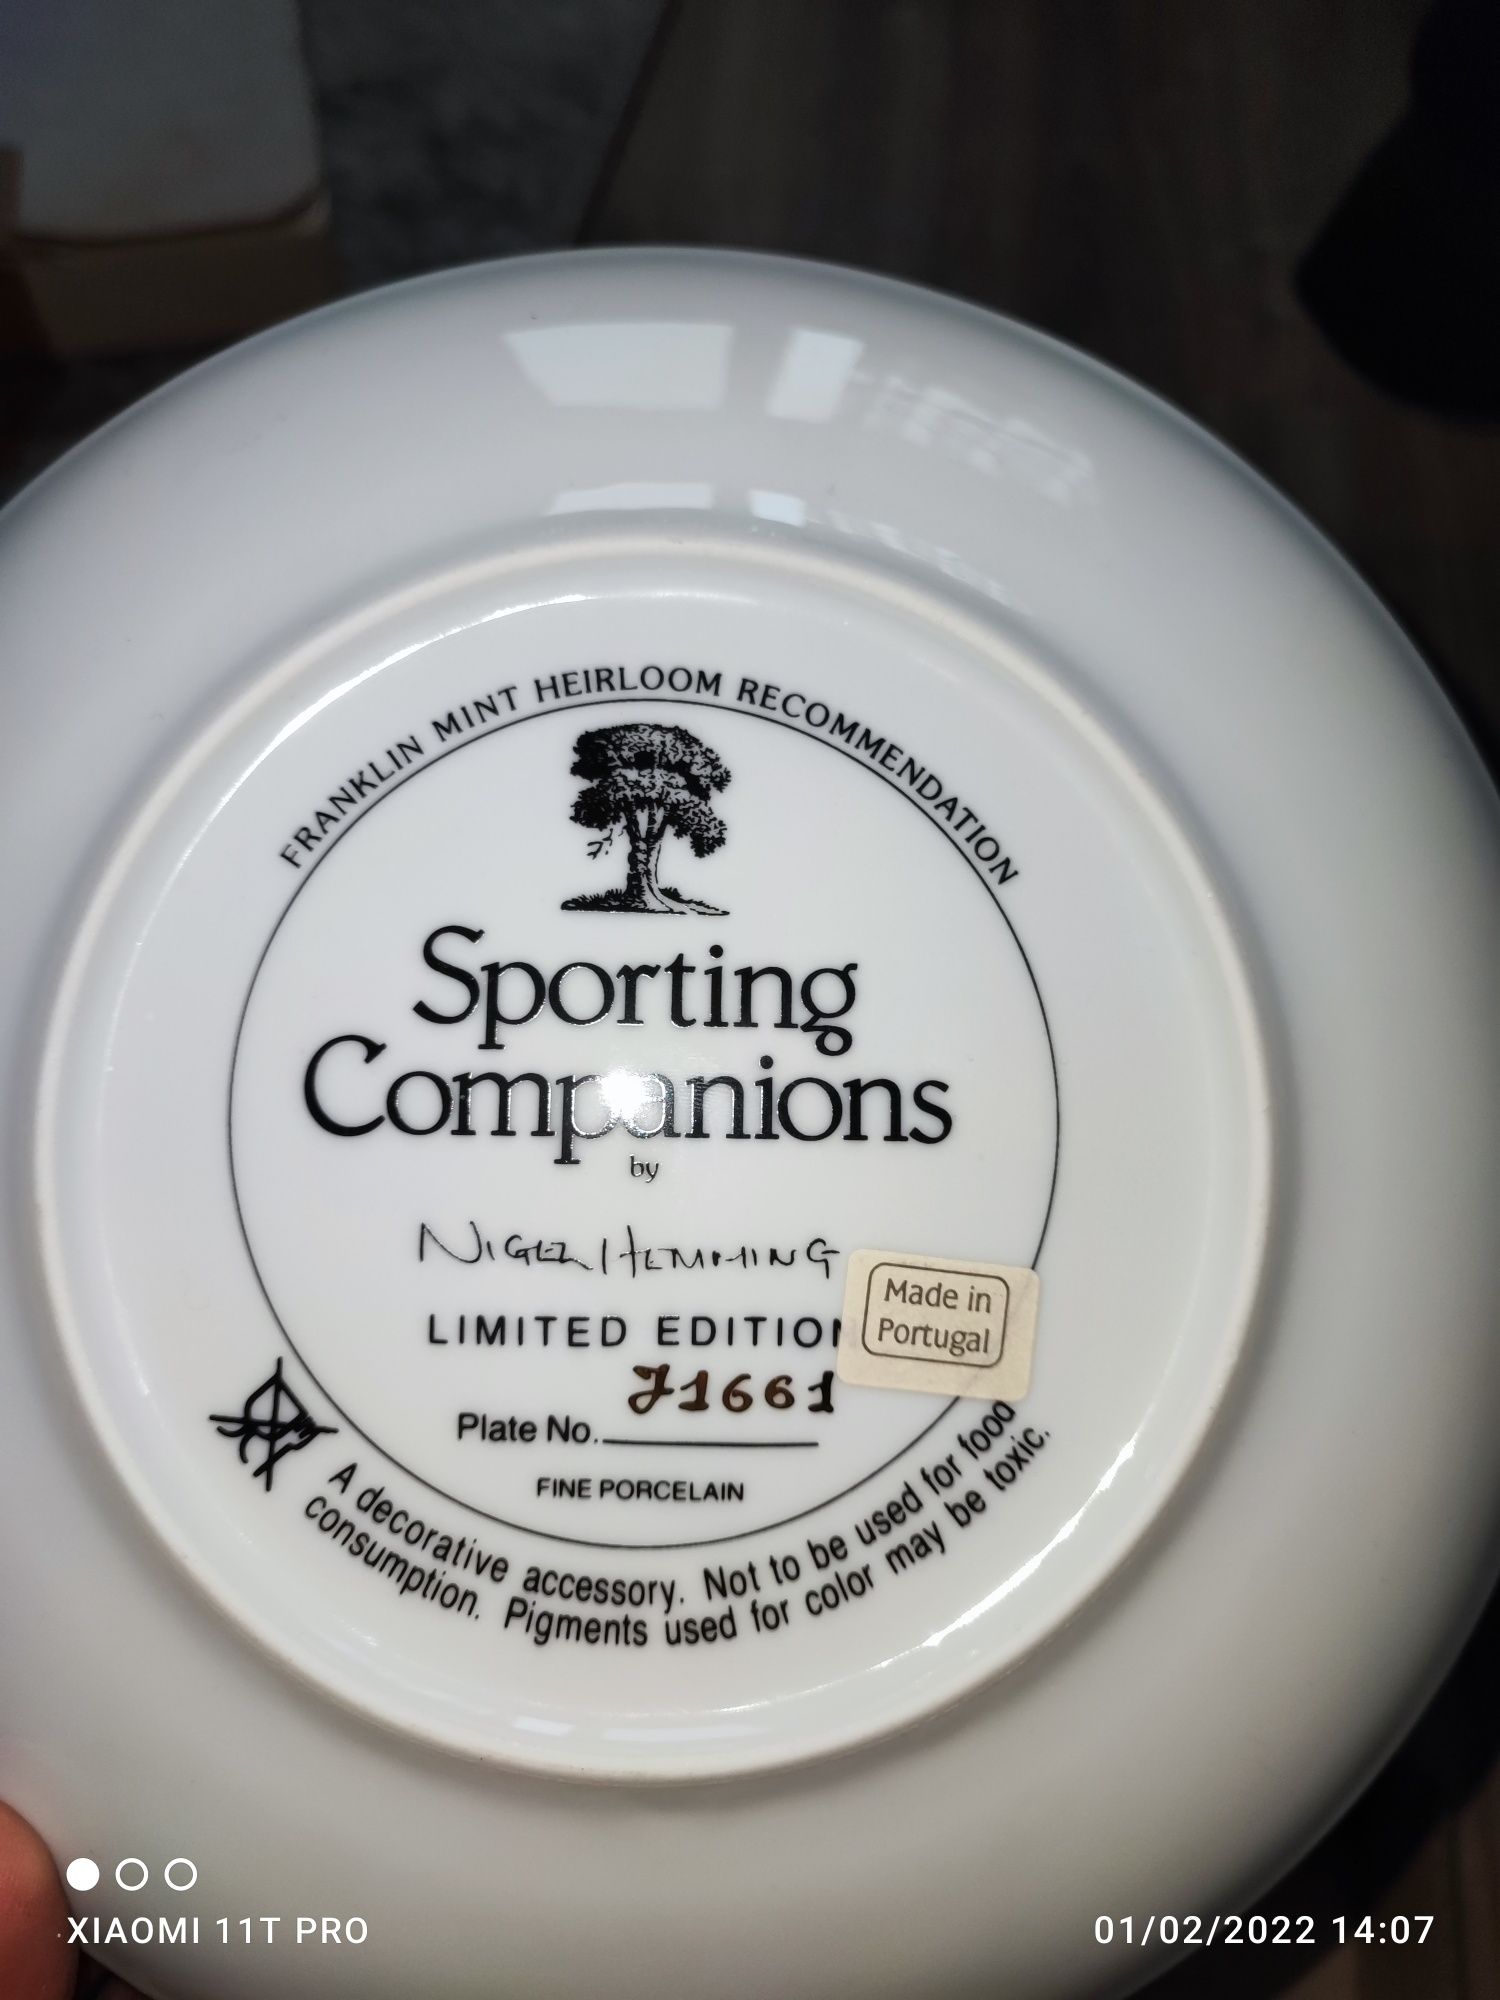 FRANKLIN MINT HEIRLOOM RECOMMENDATION
Sporting
Companions
by
NIGEL HEMMING
LIMITED EDITION
Made in
Portugal
J1661
Plate No.
FINE PORCELAIN
A decorative accessory. Not to be used for food
consumption. Pigments used for color may be toxic.
XIAOMI 11T PRO
01/02/2022 14:07